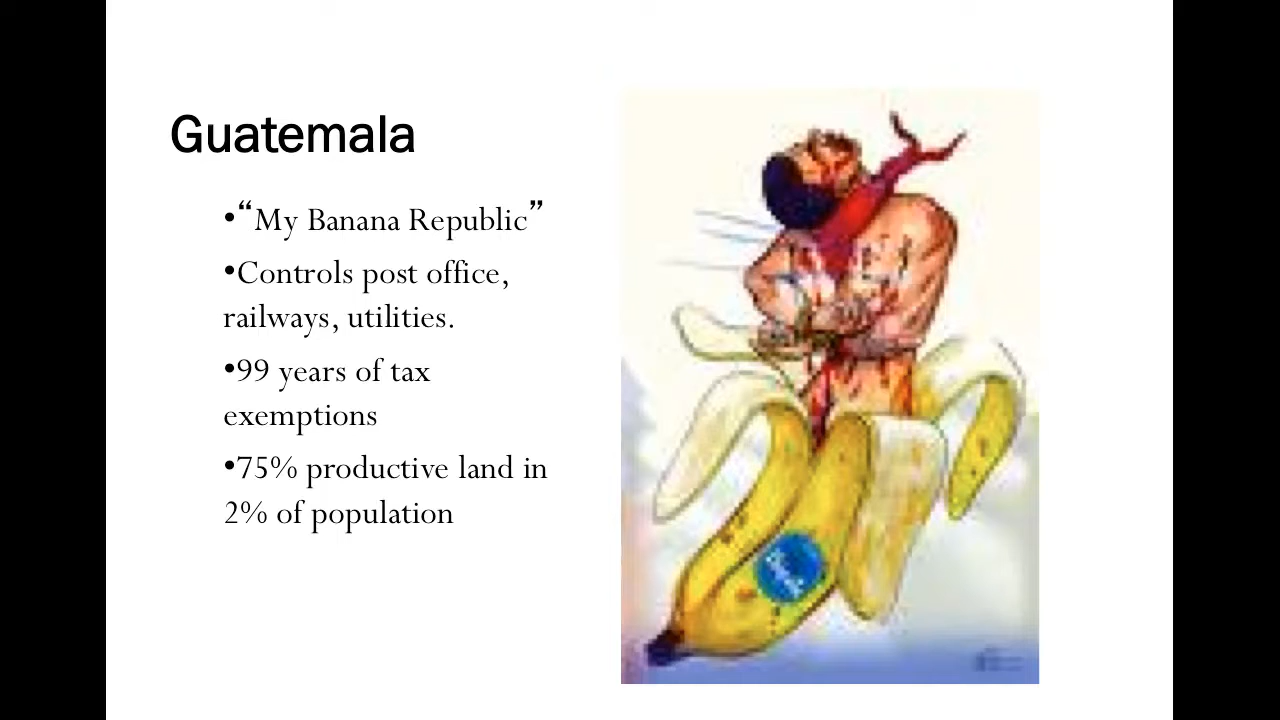 Guatemala
•“My Banana Republic”
•Controls post office,
railways, utilities.
•99 years of tax
exemptions
•75% productive land in
2% of population